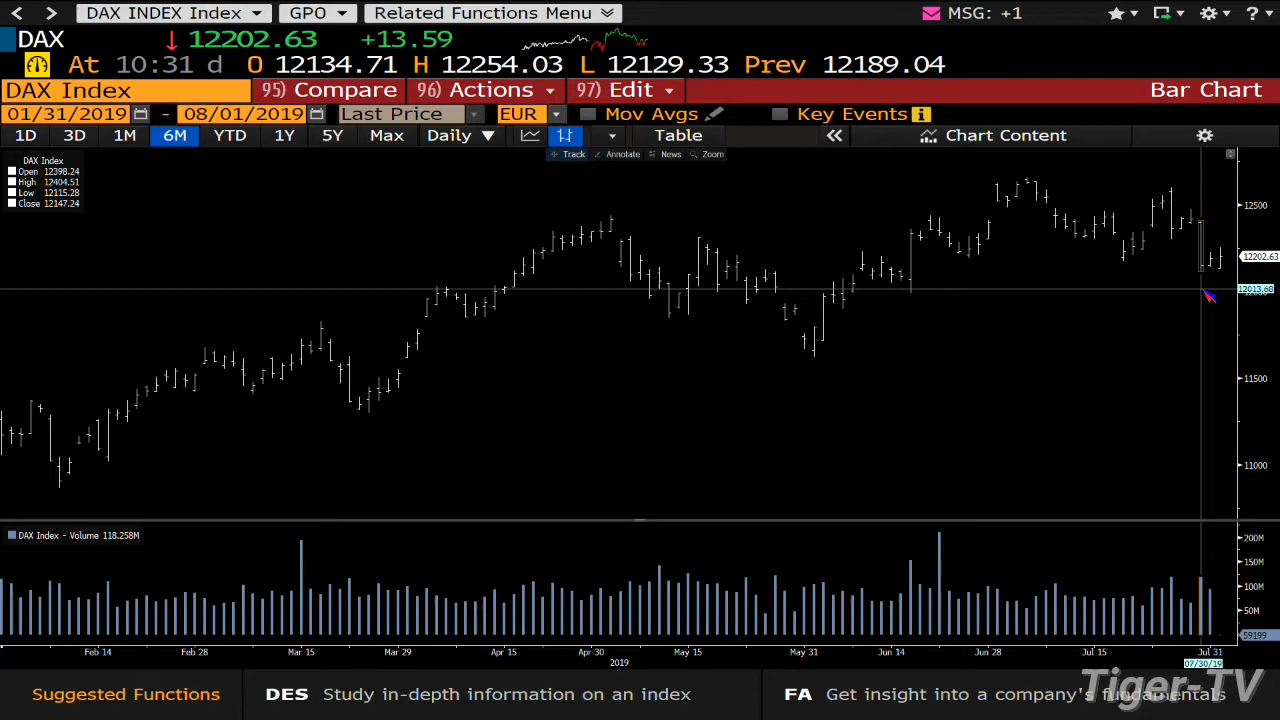 DAX INDEX Index GPO Related Functions Menu MSG: +1 ?
DAX 12202.63 +13.59
At 10:31 d O 12134.71 H 12254.03 L 12129.33 Prev 12189.04
DAX Index 95) Compare 96) Actions 97) Edit Bar Chart
01/31/2019 - 08/01/2019 Last Price EUR Mov Avgs Key Events i
1D 3D 1M 6M YTD 1Y 5Y Max Daily ▼ Table « Chart Content
Track Annotate News Zoom
DAX Index
Open 12398.24
High 12404.51
Low 12115.28
Close 12147.24
12500
12202.63
12013.68
11500
11000
DAX Index - Volume 118.258M
200M
150M
100M
50M
59199
Feb 14 Feb 28 Mar 15 Mar 29 Apr 15 Apr 30 May 15 May 31 Jun 14 Jun 28 Jul 15 Jul 31
2019 07/30/19
Suggested Functions DES Study in-depth information on an index FA Get insight into a company's fundamentals
Tiger-TV